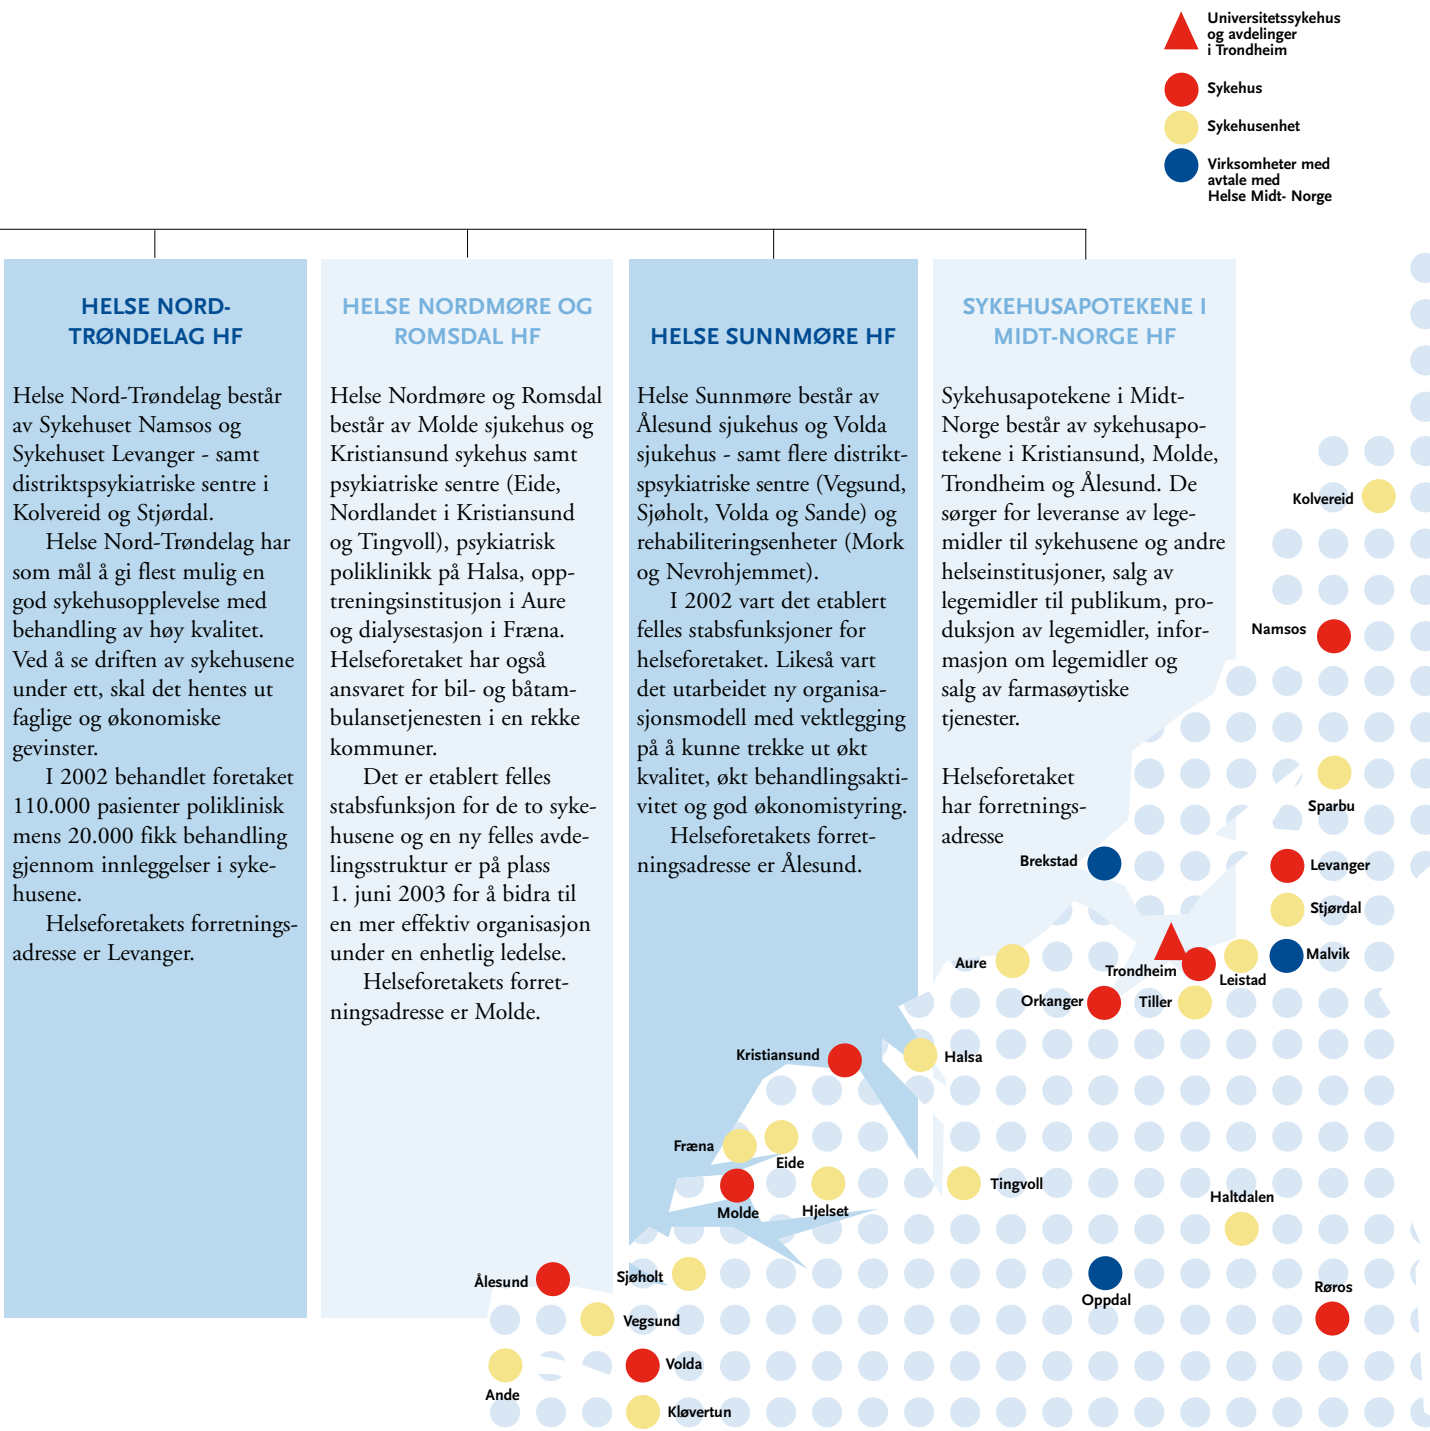 Universitetssykehus
og avdelinger
i Trondheim
Sykehus
Sykehusenhet
Virksomheter med
avtale med
Helse Midt- Norge
HELSE NORD-
TRØNDELAG HF
Helse Nord-Trøndelag består
av Sykehuset Namsos og
Sykehuset Levanger - samt
distriktspsykiatriske sentre i
Kolvereid og Stjørdal.
Helse Nord-Trøndelag har
som mål å gi flest mulig en
god sykehusopplevelse med
behandling av høy kvalitet.
Ved å se driften av sykehusene
under ett, skal det hentes ut
faglige og økonomiske
gevinster.
I 2002 behandlet foretaket
110.000 pasienter poliklinisk
mens 20.000 fikk behandling
gjennom innleggelser i syke-
husene.
Helseforetakets forretnings-
adresse er Levanger.
HELSE NORDMØRE OG
ROMSDAL HF
Helse Nordmøre og Romsdal
består av Molde sjukehus og
Kristiansund sykehus samt
psykiatriske sentre (Eide,
Nordlandet i Kristiansund
og Tingvoll), psykiatrisk
poliklinikk på Halsa, opp-
treningsinstitusjon i Aure
og dialysestasjon i Fræna.
Helseforetaket har også
ansvaret for bil- og båtam-
bulansetjenesten i en rekke
kommuner.
Det er etablert felles
stabsfunksjon for de to syke-
husene og en ny felles avde-
lingsstruktur er på plass
1. juni 2003 for å bidra til
en mer effektiv organisasjon
under en enhetlig ledelse.
Helseforetakets forret-
ningsadresse er Molde.
HELSE SUNNMØRE HF
Helse Sunnmøre består av
Ålesund sjukehus og Volda
sjukehus - samt flere distrikt-
spsykiatriske sentre (Vegsund,
Sjøholt, Volda og Sande) og
rehabiliteringsenheter (Mork
og Nevrohjemmet).
I 2002 vart det etablert
felles stabsfunksjoner for
helseforetaket. Likeså vart
det utarbeidet ny organisa-
sjonsmodell med vektlegging
på å kunne trekke ut økt
kvalitet, økt behandlingsakti-
vitet og god økonomistyring.
Helseforetakets forret-
ningsadresse er Ålesund.
SYKEHUSAPOTEKENE I
MIDT-NORGE HF
Sykehusapotekene i Midt-
Norge består av sykehusapo-
tekene i Kristiansund, Molde,
Trondheim og Ålesund. De
sørger for leveranse av lege-
midler til sykehusene og andre
helseinstitusjoner, salg av
legemidler til publikum, pro-
duksjon av legemidler, infor-
masjon om legemidler og
salg av farmasøytiske
tjenester.
Helseforetaket
har forretnings-
adresse
Kolvereid
Namsos
Sparbu
Brekstad
Levanger
Stjørdal
Malvik
Aure
Trondheim
Leistad
Orkanger
Tiller
Kristiansund
Halsa
Fræna
Eide
Tingvoll
Molde
Hjelset
Haltdalen
Ålesund
Sjøholt
Oppdal
Røros
Vegsund
Volda
Ande
Kløvertun